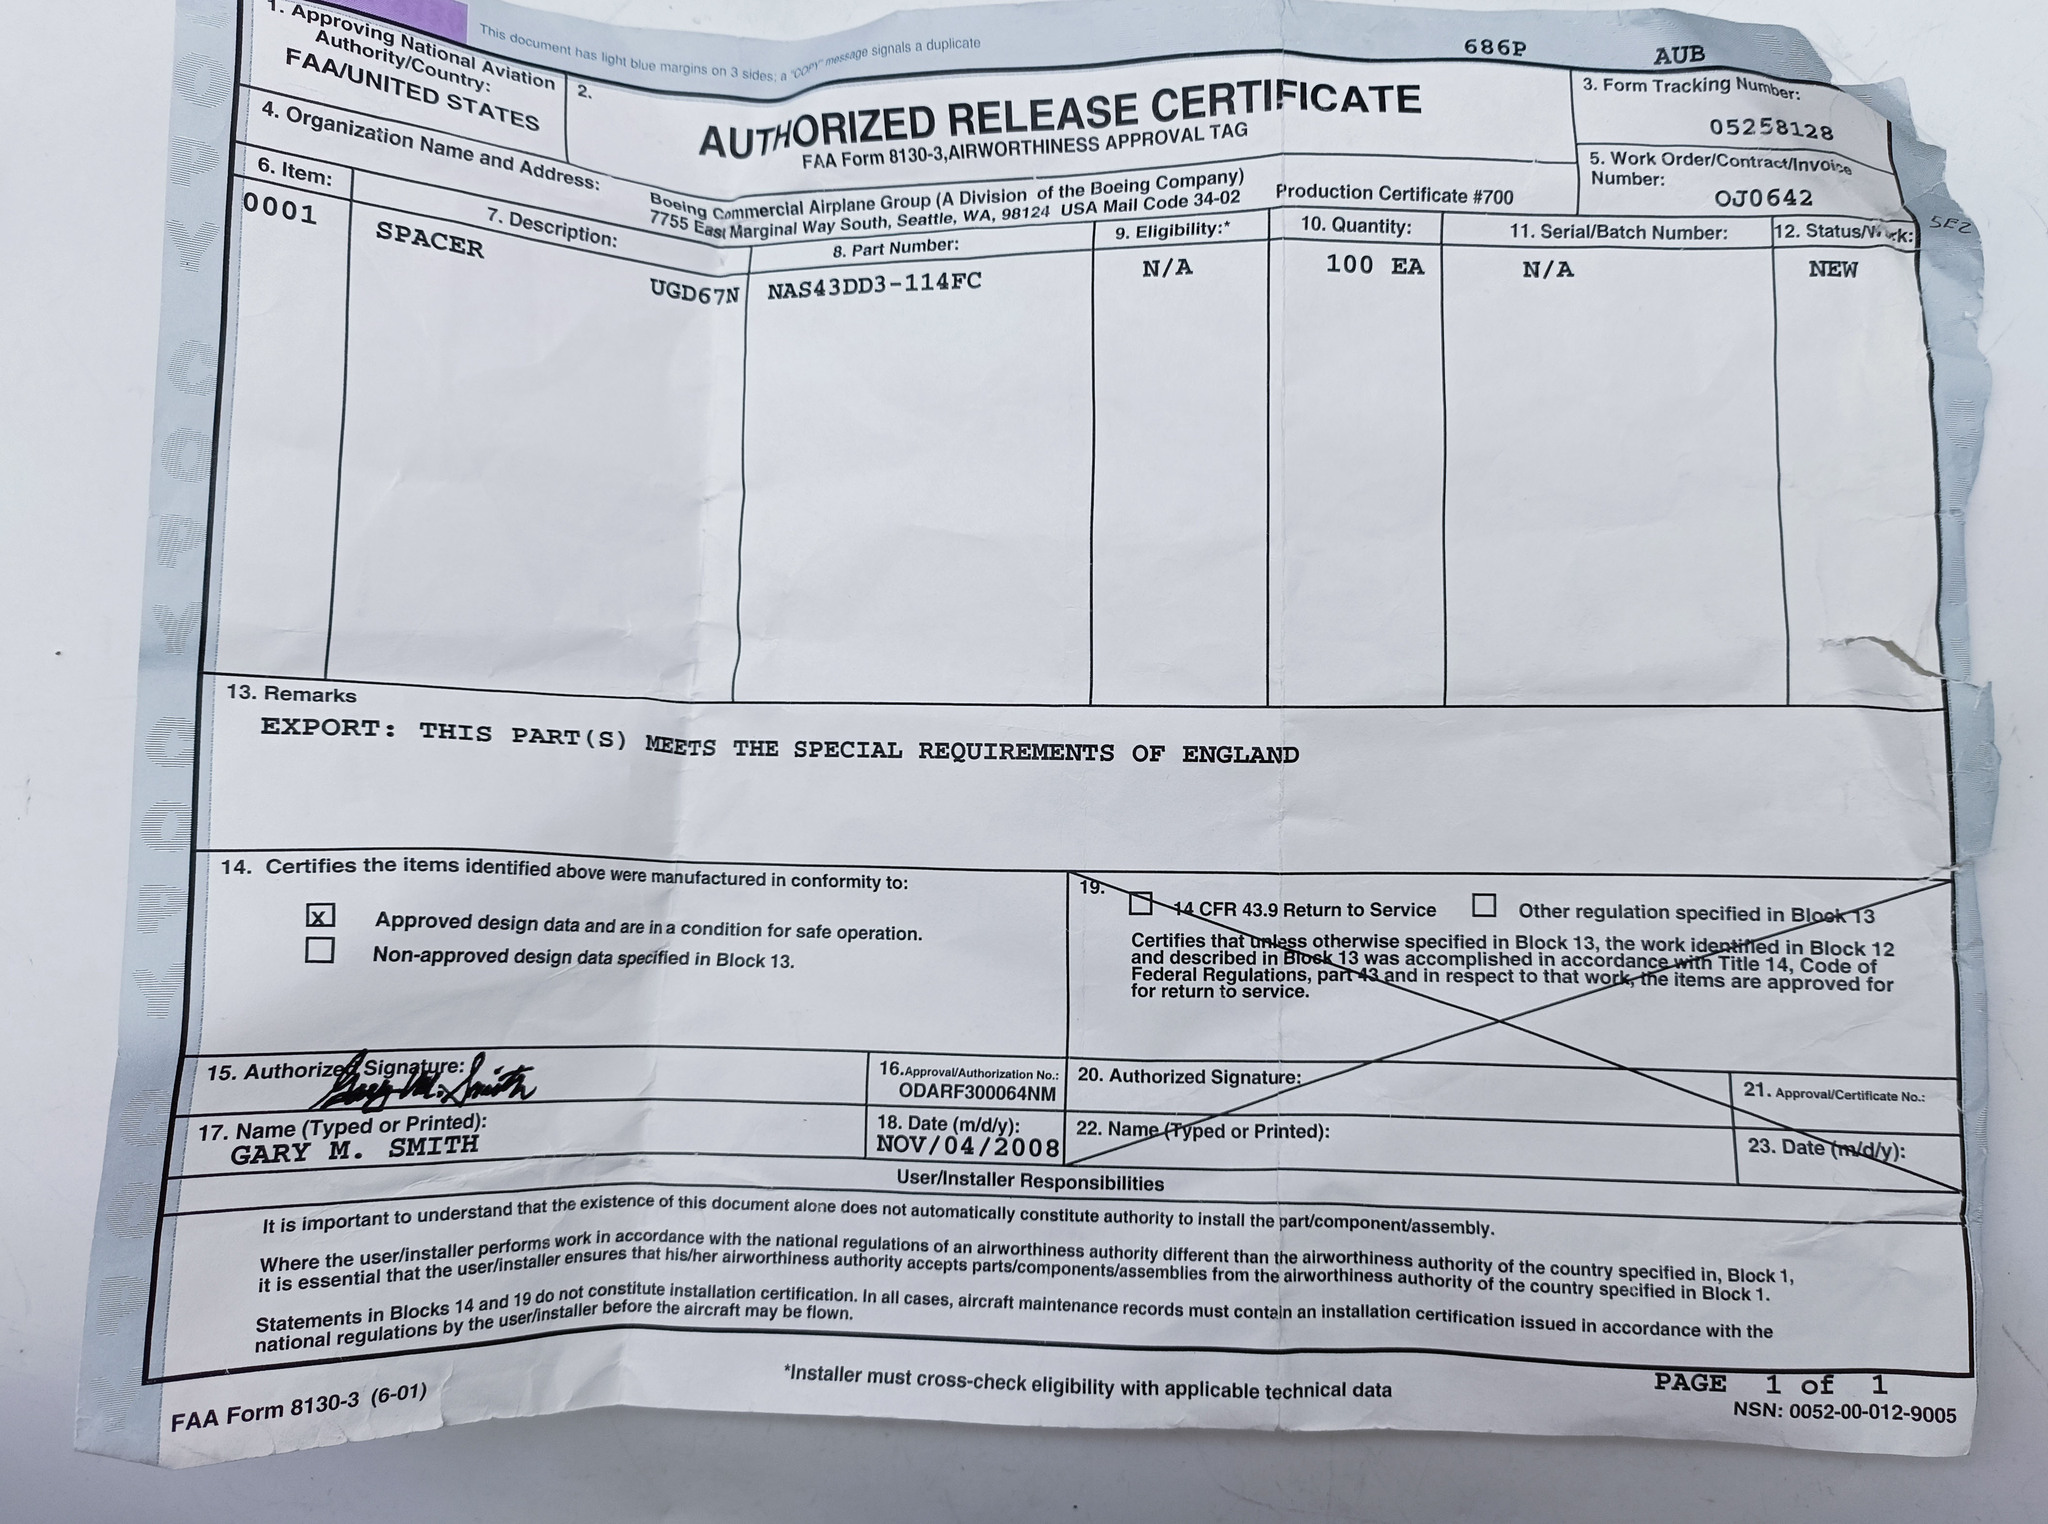 This document has light blue margins on 3 sides; a "COPY" message signals a duplicate
686P AUB
1. Approving National Aviation
Authority/Country:
FAA/UNITED STATES
2.
AUTHORIZED RELEASE CERTIFICATE
FAA Form 8130-3,AIRWORTHINESS APPROVAL TAG
3. Form Tracking Number:
05258128
4. Organization Name and Address:
Boeing Commercial Airplane Group (A Division of the Boeing Company)
7755 East Marginal Way South, Seattle, WA, 98124 USA Mail Code 34-02
Production Certificate #700
5. Work Order/Contract/Invoice
Number:
OJ0642
6. Item: 7. Description: 8. Part Number: 9. Eligibility:* 10. Quantity: 11. Serial/Batch Number: 12. Status/Work:
0001 SPACER UGD67N NAS43DD3-114FC N/A 100 EA N/A NEW
13. Remarks
EXPORT: THIS PART(S) MEETS THE SPECIAL REQUIREMENTS OF ENGLAND
14. Certifies the items identified above were manufactured in conformity to:
x Approved design data and are in a condition for safe operation.
Non-approved design data specified in Block 13.
19.
14 CFR 43.9 Return to Service Other regulation specified in Block 13
Certifies that unless otherwise specified in Block 13, the work identified in Block 12
and described in Block 13 was accomplished in accordance with Title 14, Code of
Federal Regulations, part 43 and in respect to that work, the items are approved for
for return to service.
15. Authorized Signature:
Gary M. Smith
16.Approval/Authorization No.:
ODARF300064NM
20. Authorized Signature:
21. Approval/Certificate No.:
17. Name (Typed or Printed):
GARY M. SMITH
18. Date (m/d/y):
NOV/04/2008
22. Name (Typed or Printed):
23. Date (m/d/y):
User/Installer Responsibilities
It is important to understand that the existence of this document alone does not automatically constitute authority to install the part/component/assembly.
Where the user/installer performs work in accordance with the national regulations of an airworthiness authority different than the airworthiness authority of the country specified in, Block 1,
it is essential that the user/installer ensures that his/her airworthiness authority accepts parts/components/assemblies from the airworthiness authority of the country specified in Block 1.
Statements in Blocks 14 and 19 do not constitute installation certification. In all cases, aircraft maintenance records must contain an installation certification issued in accordance with the
national regulations by the user/installer before the aircraft may be flown.
*Installer must cross-check eligibility with applicable technical data
PAGE 1 of 1
FAA Form 8130-3 (6-01)
NSN: 0052-00-012-9005